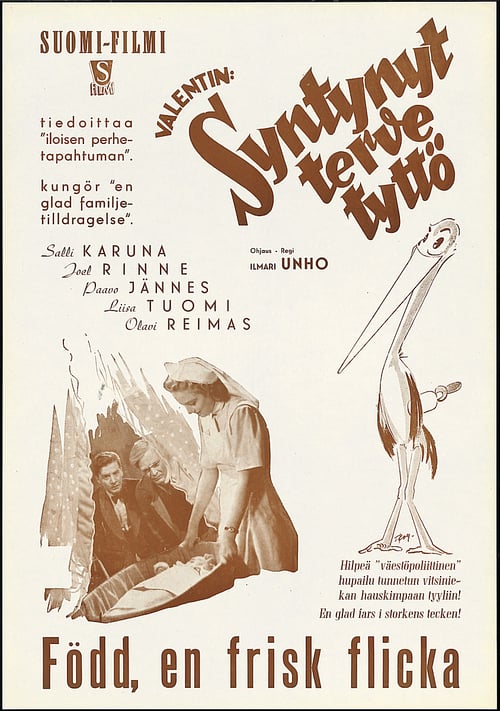 SUOMI-FILMI
S
FILMI
tiedoittaa
"iloisen perhe-
tapahtuman".
kungör "en
glad familje-
tilldragelse".
VALENTIN:
Syntynyt
terve
tyttö
Salli KARUNA
Joel RINNE
Paavo JÄNNES
Liisa TUOMI
Olavi REIMAS
Ohjaus - Regi
ILMARI UNHO
Hilpeä "väestöpoliittinen"
hupailu tunnetun vitsinie-
kan hauskimpaan tyyliin!
En glad fars i storkens tecken!
Född, en frisk flicka